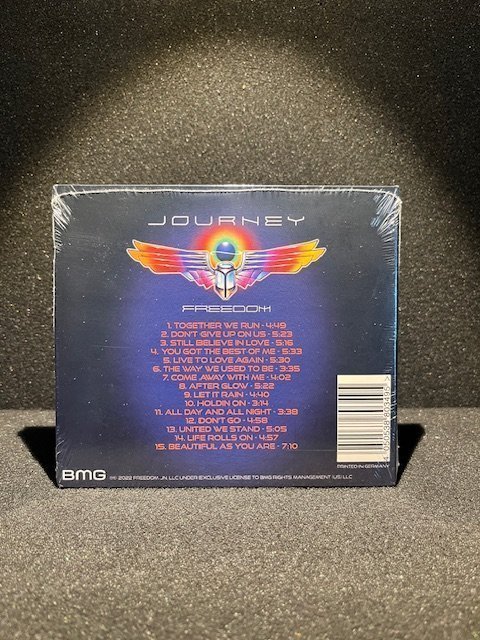 JOURNEY
FREEDOM
1. TOGETHER WE RUN - 4:49
2. DON'T GIVE UP ON US - 5:23
3. STILL BELIEVE IN LOVE - 5:16
4. YOU GOT THE BEST OF ME - 5:33
5. LIVE TO LOVE AGAIN - 5:30
6. THE WAY WE USED TO BE - 3:35
7. COME AWAY WITH ME - 4:02
8. AFTER GLOW - 5:22
9. LET IT RAIN - 4:40
10. HOLDIN ON - 3:14
11. ALL DAY AND ALL NIGHT - 3:38
12. DON'T GO - 4:58
13. UNITED WE STAND - 5:05
14. LIFE ROLLS ON - 4:57
15. BEAUTIFUL AS YOU ARE - 7:10
PRINTED IN GERMANY
BMG
2022 FREEDOM JN, LLC UNDER EXCLUSIVE LICENSE TO BMG RIGHTS MANAGEMENT (US) LLC